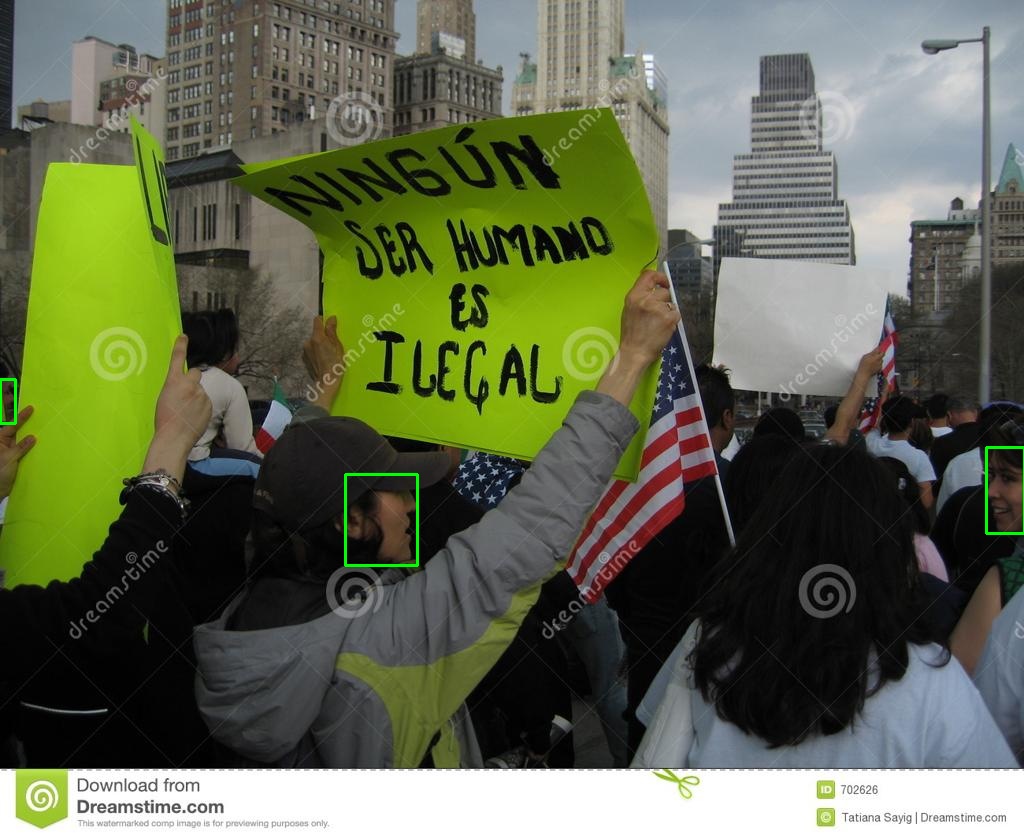 NINGÚN
SER HUMANO
ES
ILEGAL
dreamstime
dreamstime
dreamstime
dreamstime
dreamstime
dreamstime
dreamstime
Download from
Dreamstime.com
This watermarked comp image is for previewing purposes only.
ID 702626
© Tatiana Sayig | Dreamstime.com